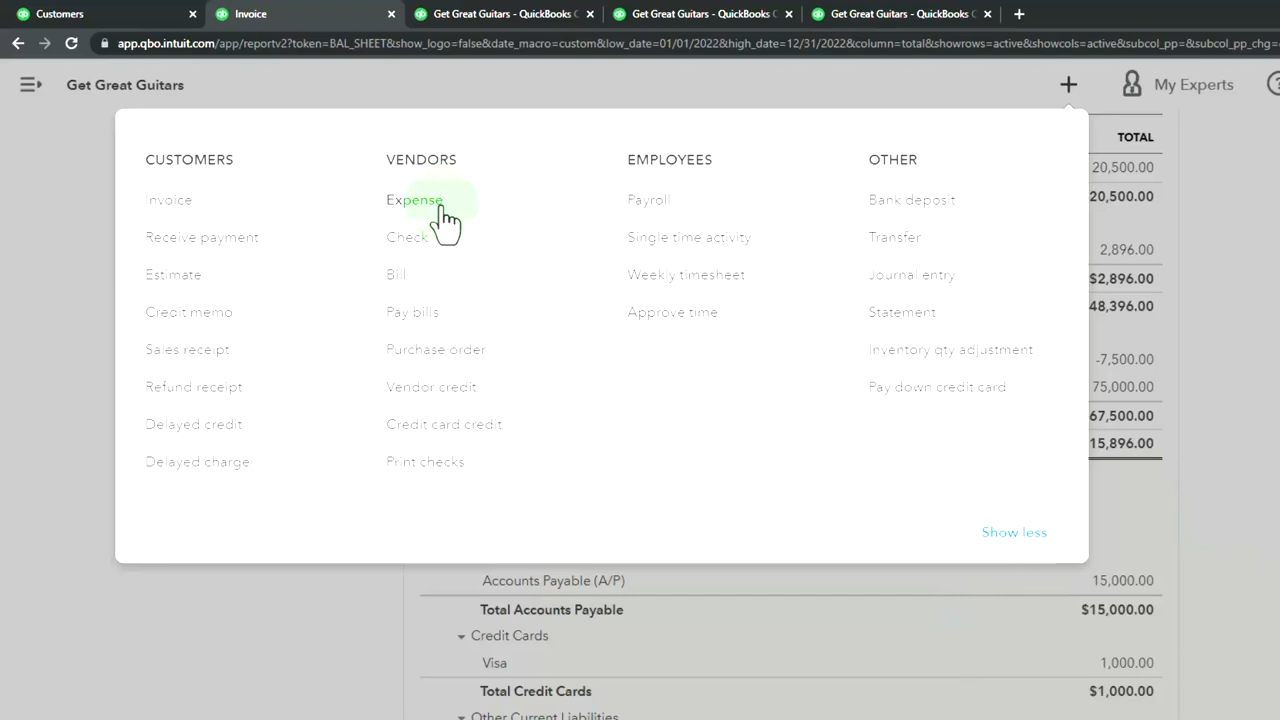 Customers
Invoice
Get Great Guitars - QuickBooks
Get Great Guitars - QuickBooks
Get Great Guitars - QuickBooks
app.qbo.intuit.com/app/reportv2?token=BAL_SHEET&show_logo=false&date_macro=custom&low_date=01/01/2022&high_date=12/31/2022&column=total&showrows=active&showcols=active&subcol_pp=&subcol_pp_chg=
Get Great Guitars
My Experts
CUSTOMERS
Invoice
Receive payment
Estimate
Credit memo
Sales receipt
Refund receipt
Delayed credit
Delayed charge
VENDORS
Expense
Check
Bill
Pay bills
Purchase order
Vendor credit
Credit card credit
Print checks
EMPLOYEES
Payroll
Single time activity
Weekly timesheet
Approve time
OTHER
Bank deposit
Transfer
Journal entry
Statement
Inventory qty adjustment
Pay down credit card
Show less
TOTAL
20,500.00
20,500.00
2,896.00
$2,896.00
48,396.00
-7,500.00
75,000.00
67,500.00
15,896.00
Accounts Payable (A/P) 15,000.00
Total Accounts Payable $15,000.00
Credit Cards
Visa 1,000.00
Total Credit Cards $1,000.00
Other Current Liabilities